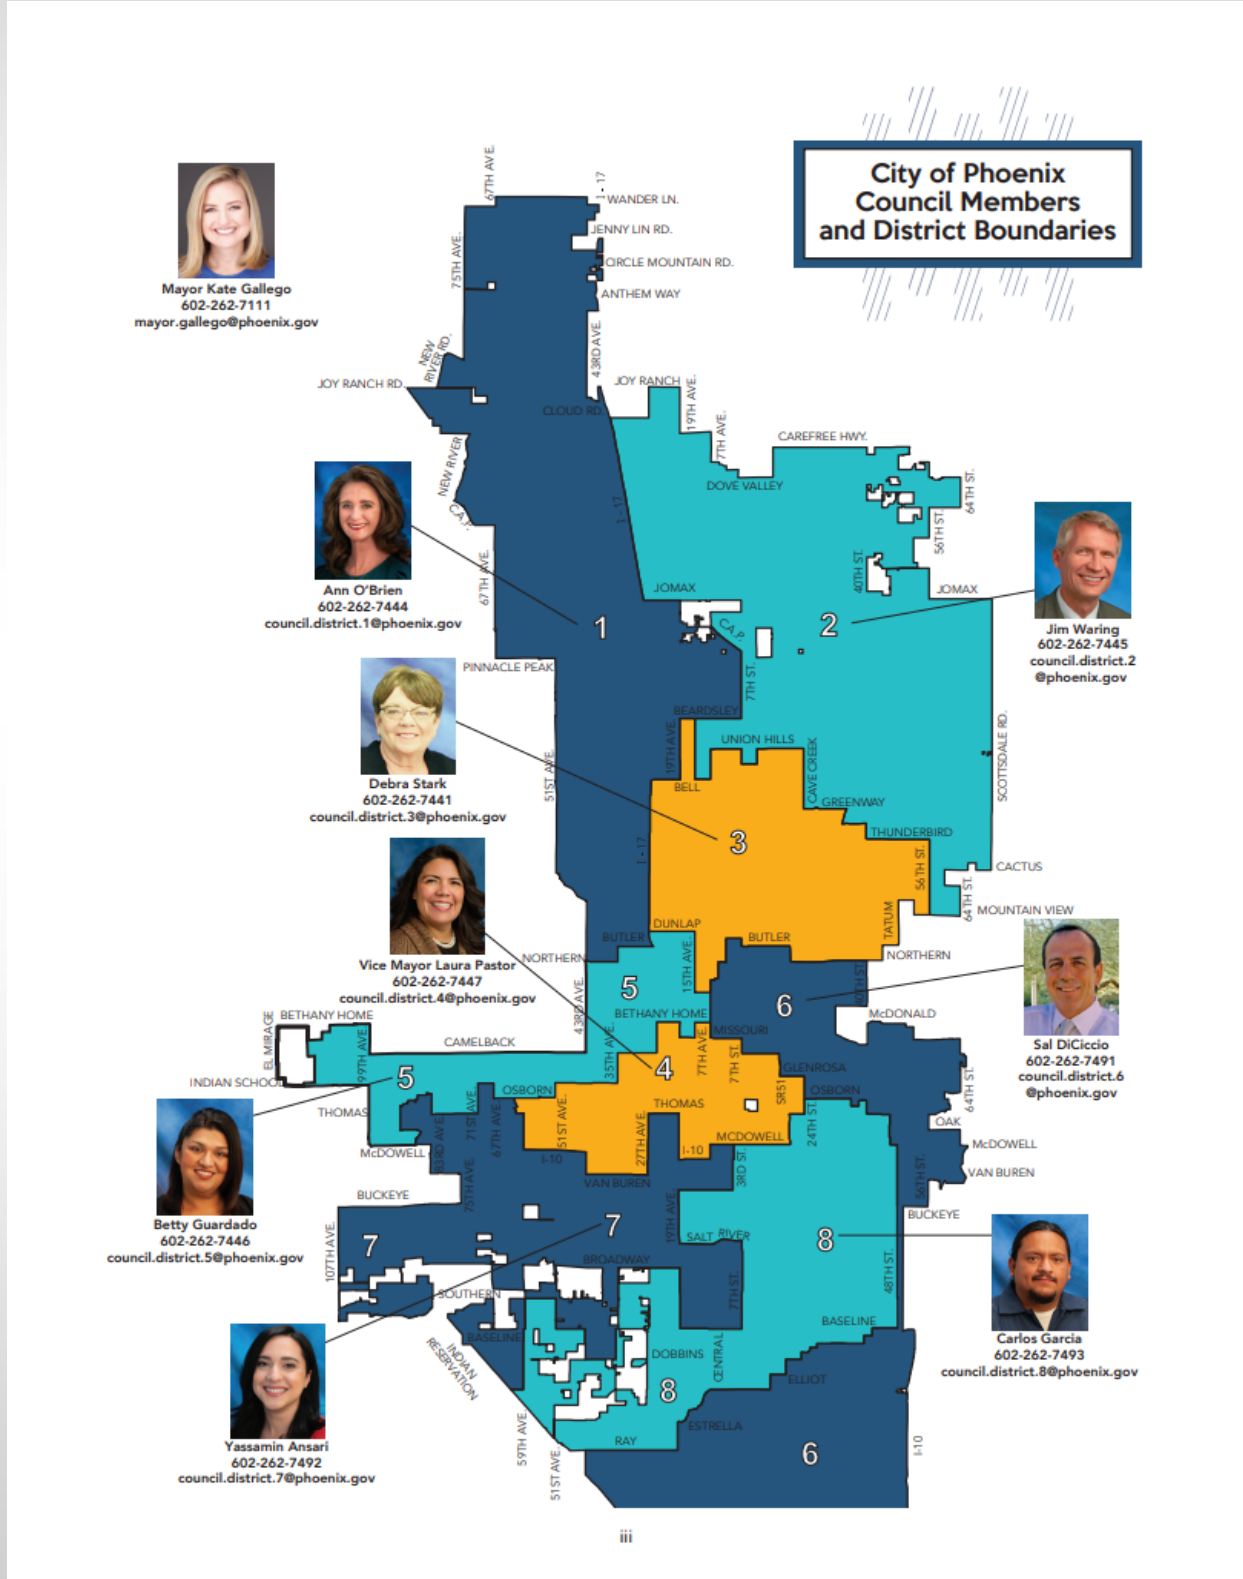 City of Phoenix
Council Members
and District Boundaries
Mayor Kate Gallego
602-262-7111
mayor.gallego@phoenix.gov
67TH AVE.
I - 17
WANDER LN.
JENNY LIN RD.
75TH AVE.
CIRCLE MOUNTAIN RD.
ANTHEM WAY
43RD AVE.
NEW
RIVER RD.
JOY RANCH RD.
JOY RANCH
19TH AVE.
CLOUD RD.
7TH AVE.
CAREFREE HWY.
NEW RIVER
DOVE VALLEY
64TH ST.
I - 17
C.A.P.
56TH ST.
Ann O'Brien
602-262-7444
council.district.1@phoenix.gov
67TH AVE.
40TH ST.
JOMAX
JOMAX
1
C.A.P.
2
Jim Waring
602-262-7445
council.district.2
@phoenix.gov
PINNACLE PEAK
7TH ST.
BEARDSLEY
SCOTTSDALE RD.
19TH AVE.
UNION HILLS
CAVE CREEK
51ST AVE.
BELL
GREENWAY
Debra Stark
602-262-7441
council.district.3@phoenix.gov
THUNDERBIRD
3
I - 17
56TH ST.
CACTUS
64TH ST.
MOUNTAIN VIEW
TATUM
DUNLAP
BUTLER
BUTLER
NORTHERN
NORTHERN
Vice Mayor Laura Pastor
602-262-7447
council.district.4@phoenix.gov
15TH AVE.
40TH ST.
5
6
43RD AVE.
BETHANY HOME
McDONALD
BETHANY HOME
EL MIRAGE
99TH AVE.
CAMELBACK
35TH AVE.
7TH AVE.
MISSOURI
7TH ST.
Sal DiCiccio
602-262-7491
council.district.6
@phoenix.gov
4
GLENROSA
INDIAN SCHOOL
5
OSBORN
SR51
OSBORN
64TH ST.
THOMAS
THOMAS
71ST AVE.
67TH AVE.
51ST AVE.
27TH AVE.
24TH ST.
OAK
McDOWELL
83RD AVE.
I-10
I-10
MCDOWELL
McDOWELL
3RD ST.
VAN BUREN
VAN BUREN
75TH AVE.
56TH ST.
BUCKEYE
BUCKEYE
Betty Guardado
602-262-7446
council.district.5@phoenix.gov
107TH AVE.
7
7
19TH AVE.
SALT RIVER
8
48TH ST.
BROADWAY
7TH ST.
SOUTHERN
BASELINE
BASELINE
INDIAN
RESERVATION
DOBBINS
CENTRAL
Carlos Garcia
602-262-7493
council.district.8@phoenix.gov
ELLIOT
8
59TH AVE.
ESTRELLA
RAY
Yassamin Ansari
602-262-7492
council.district.7@phoenix.gov
51ST AVE.
6
I-10
iii